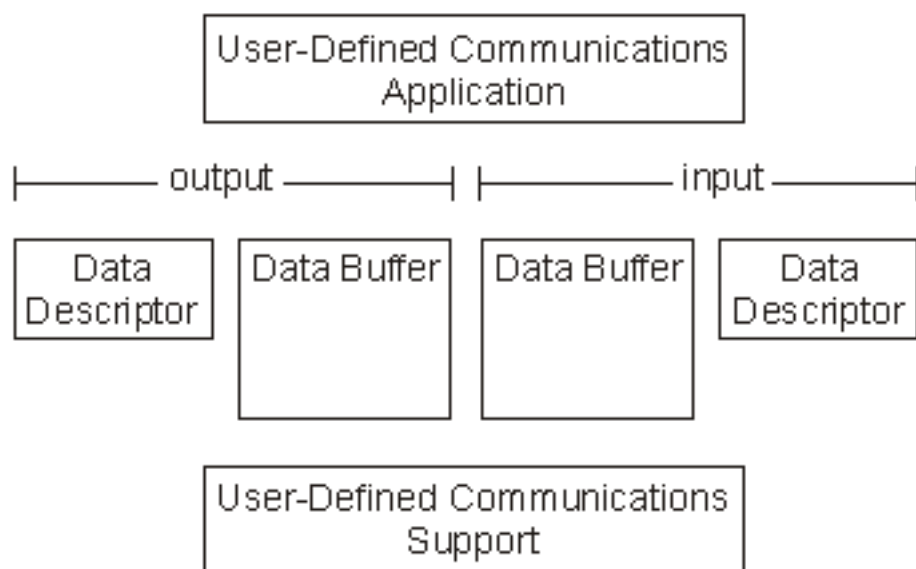 User-Defined Communications
Application
output
input
Data
Descriptor
Data Buffer
Data Buffer
Data
Descriptor
User-Defined Communications
Support